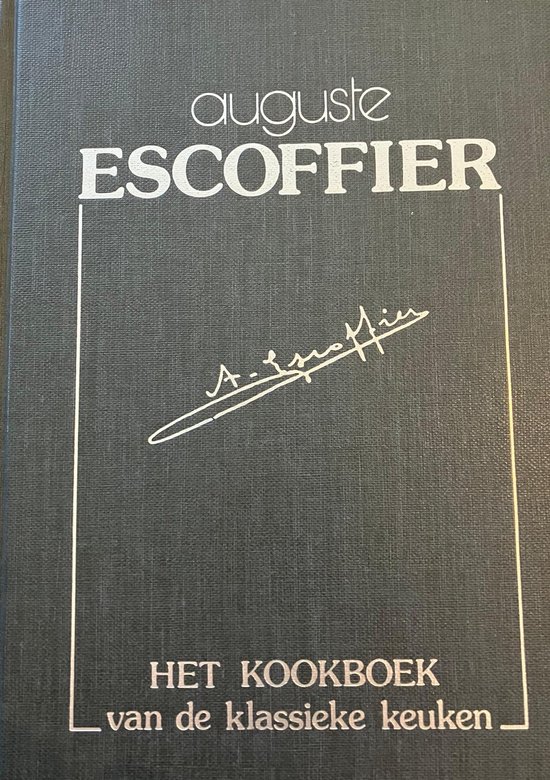 auguste
ESCOFFIER
A. Escoffier
HET KOOKBOEK
van de klassieke keuken